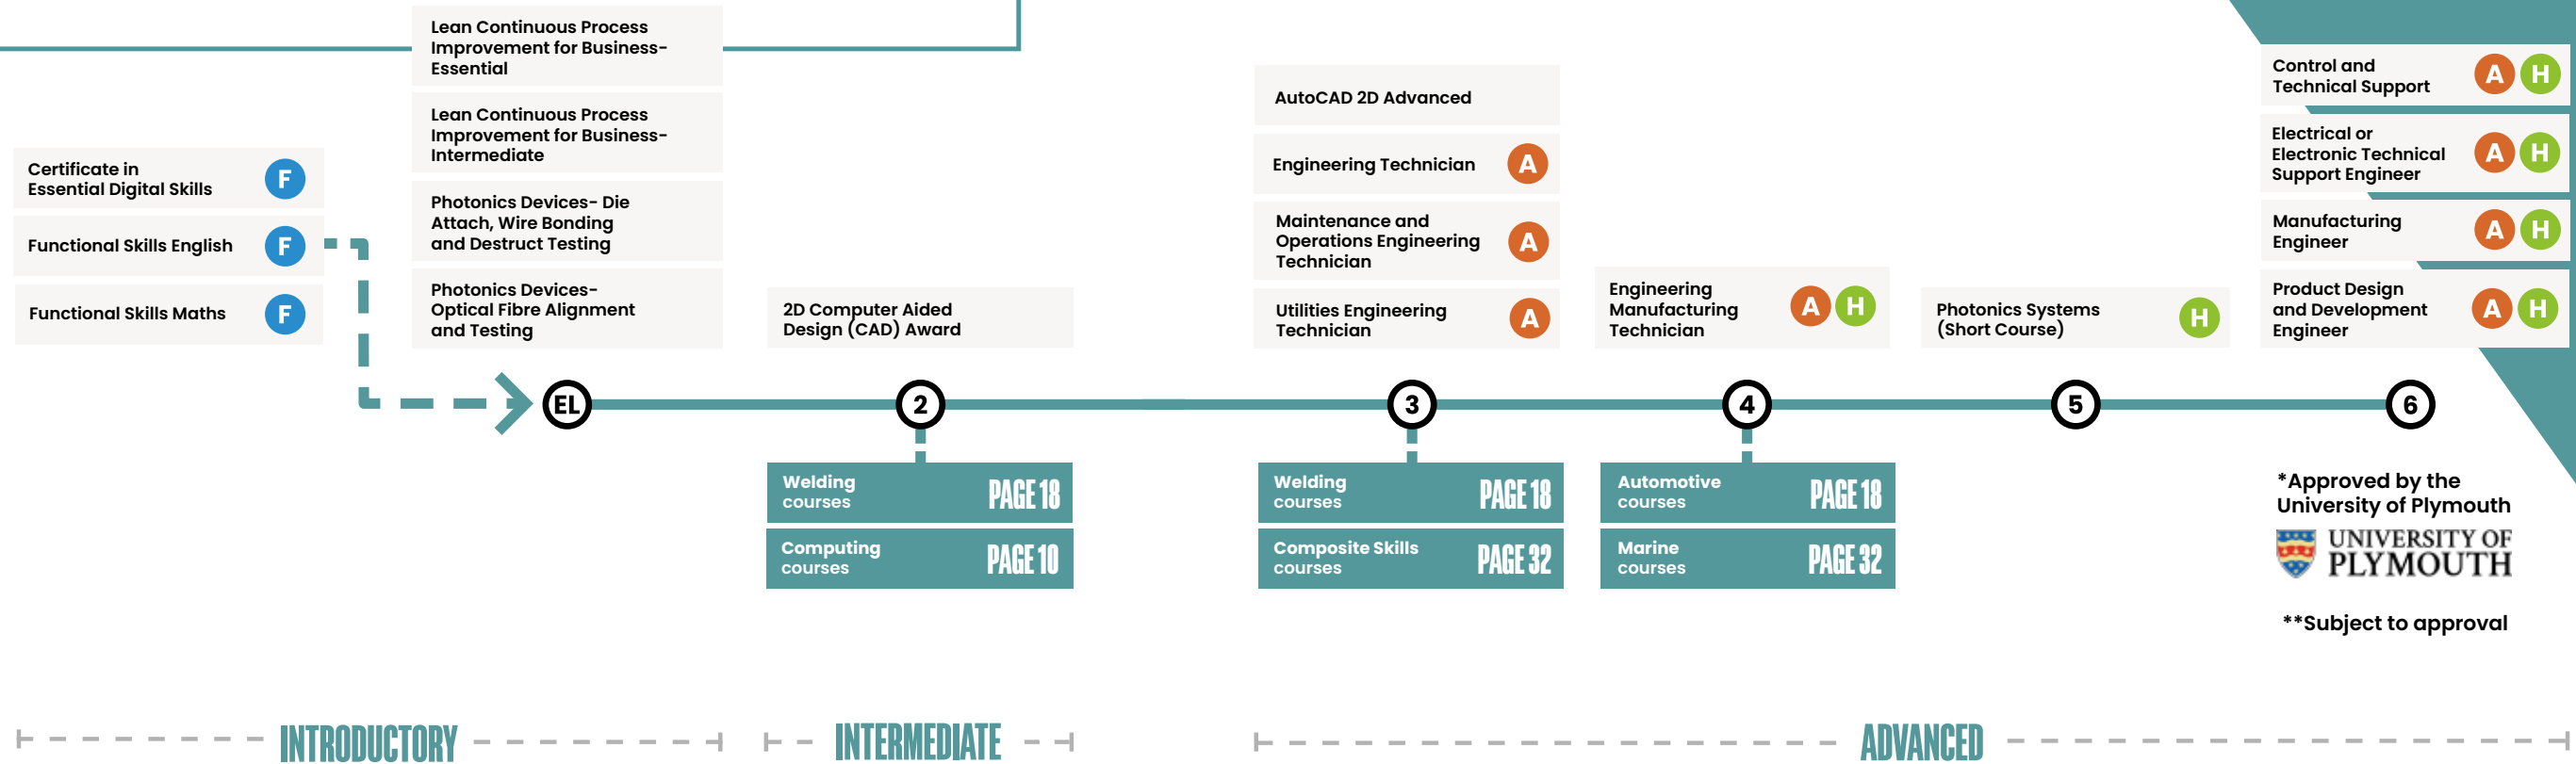 Certificate in
Essential Digital Skills
F
Functional Skills English
F
Functional Skills Maths
F
Lean Continuous Process
Improvement for Business-
Essential
Lean Continuous Process
Improvement for Business-
Intermediate
Photonics Devices- Die
Attach, Wire Bonding
and Destruct Testing
Photonics Devices-
Optical Fibre Alignment
and Testing
2D Computer Aided
Design (CAD) Award
AutoCAD 2D Advanced
Engineering Technician
A
Maintenance and
Operations Engineering
Technician
A
Utilities Engineering
Technician
A
Engineering
Manufacturing
Technician
A H
Photonics Systems
(Short Course)
H
Control and
Technical Support
A H
Electrical or
Electronic Technical
Support Engineer
A H
Manufacturing
Engineer
A H
Product Design
and Development
Engineer
A H
EL
2
3
4
5
6
Welding
courses
PAGE 18
Computing
courses
PAGE 10
Welding
courses
PAGE 18
Composite Skills
courses
PAGE 32
Automotive
courses
PAGE 18
Marine
courses
PAGE 32
*Approved by the
University of Plymouth
UNIVERSITY OF
PLYMOUTH
**Subject to approval
INTRODUCTORY
INTERMEDIATE
ADVANCED